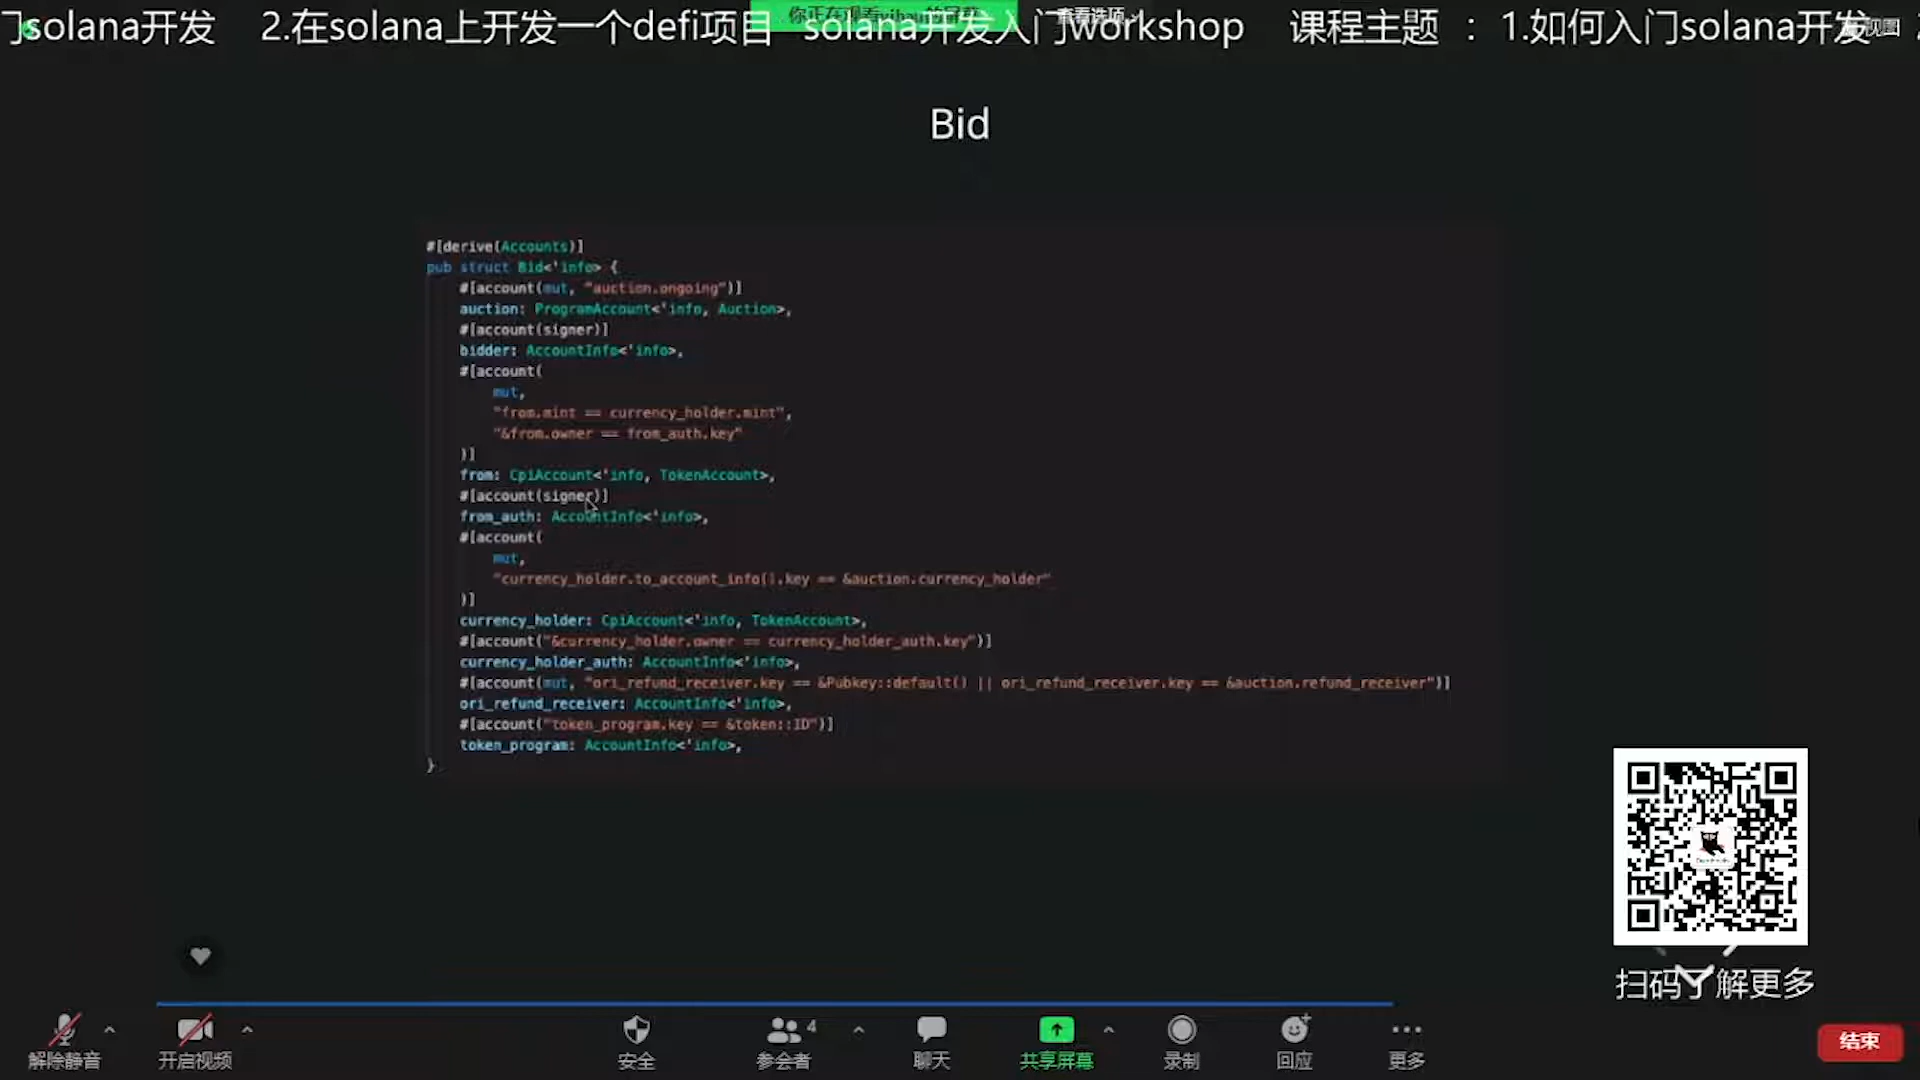 门solana开发 2.在solana上开发一个defi项目 solana开发入门workshop 课程主题 : 1.如何入门solana开发
查看选项
视图
Bid
#[derive(Accounts)]
pub struct Bid<'info> {
#[account(mut, "auction.ongoing")]
auction: ProgramAccount<'info, Auction>,
#[account(signer)]
bidder: AccountInfo<'info>,
#[account(
mut,
"from.mint == currency_holder.mint",
"&from.owner == from_auth.key"
)]
from: CpiAccount<'info, TokenAccount>,
#[account(signer)]
from_auth: AccountInfo<'info>,
#[account(
mut,
"currency_holder.to_account_info().key == &auction.currency_holder"
)]
currency_holder: CpiAccount<'info, TokenAccount>,
#[account("&currency_holder.owner == currency_holder_auth.key")]
currency_holder_auth: AccountInfo<'info>,
#[account(mut, "ori_refund_receiver.key == &Pubkey::default() || ori_refund_receiver.key == &auction.refund_receiver")]
ori_refund_receiver: AccountInfo<'info>,
#[account("token_program.key == &token::ID")]
token_program: AccountInfo<'info>,
}
扫码了解更多
解除静音
开启视频
安全
4
参会者
聊天
共享屏幕
录制
回应
更多
结束